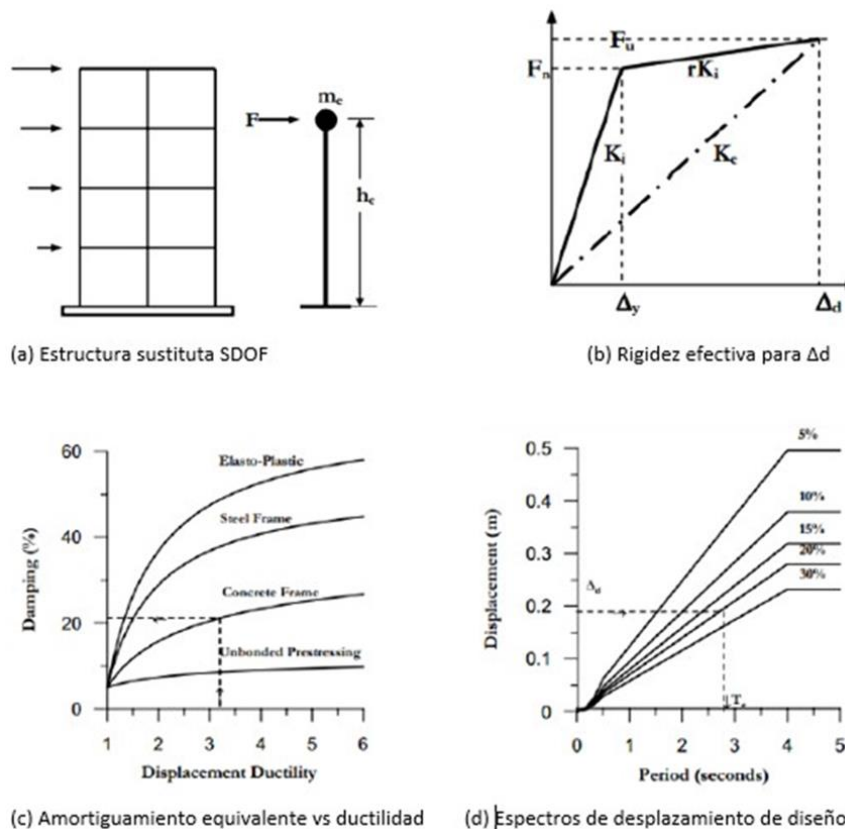 F
mₑ
hₑ
(a) Estructura sustituta SDOF
Fᵤ
Fₙ
rKᵢ
Kᵢ
Kₑ
Δy
Δd
(b) Rigidez efectiva para Δd
60
40
20
0
Damping (%)
Elasto-Plastic
Steel Frame
Concrete Frame
Unbonded Prestressing
1 2 3 4 5 6
Displacement Ductility
(c) Amortiguamiento equivalente vs ductilidad
0.5
0.4
0.3
0.2
0.1
0
Displacement (m)
5%
10%
15%
20%
30%
Δd
Tₑ
0 1 2 3 4 5
Period (seconds)
(d) Espectros de desplazamiento de diseño